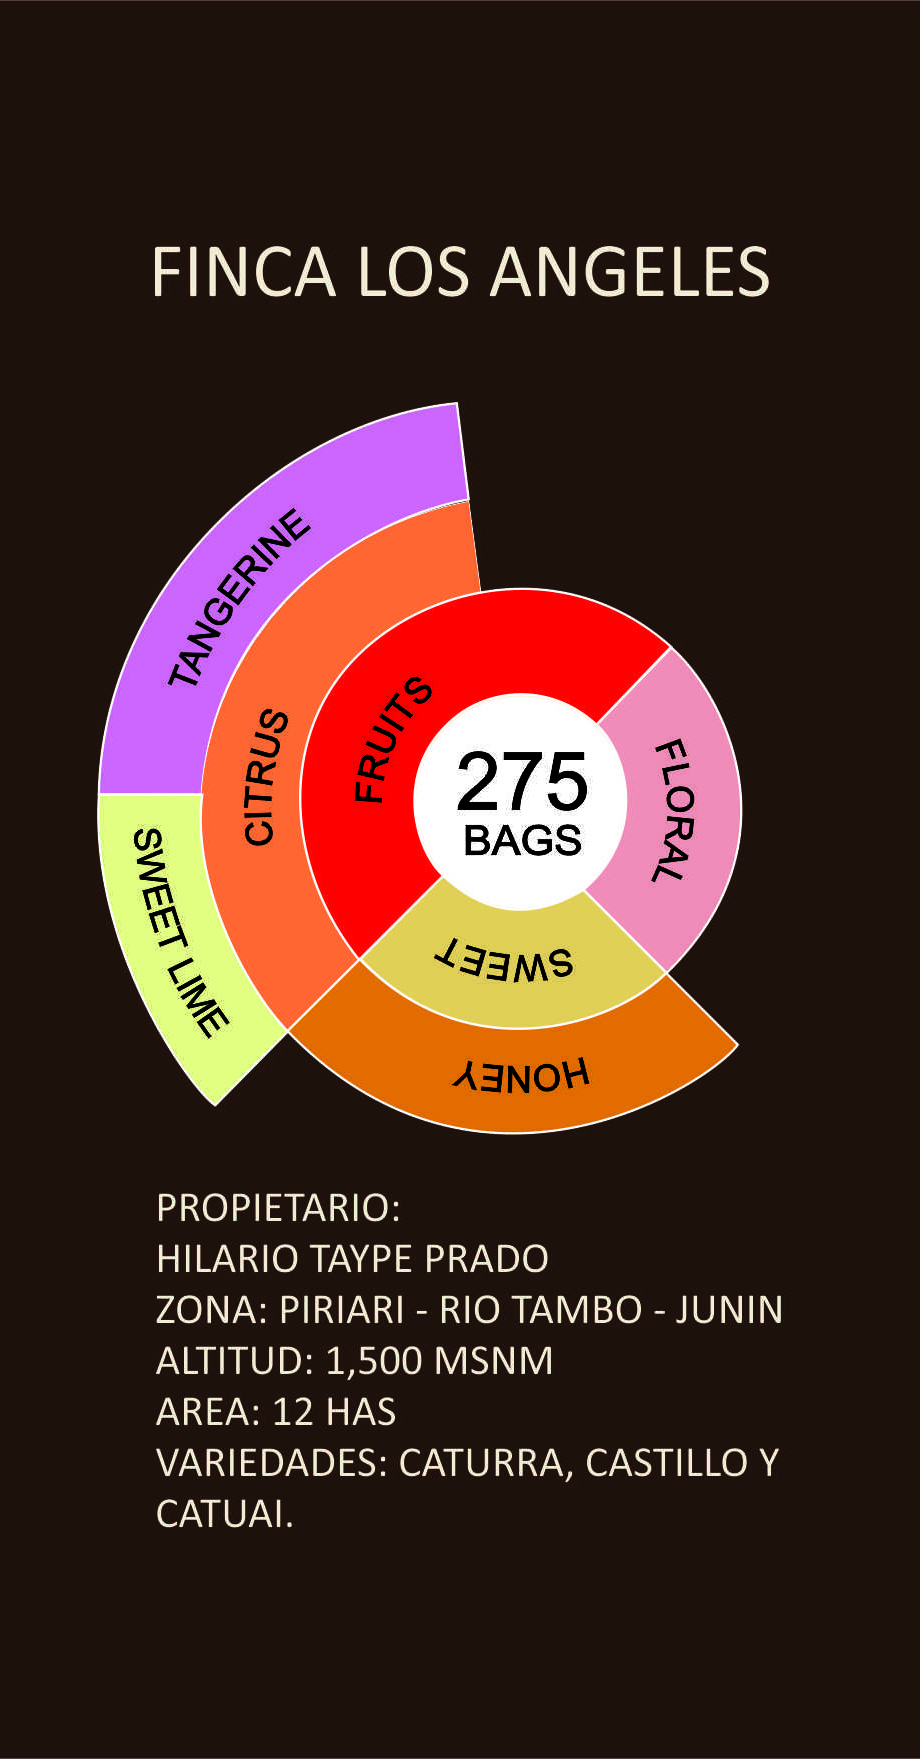 FINCA LOS ANGELES
TANGERINE
CITRUS
FRUITS
275
BAGS
FLORAL
SWEET LIME
SWEET
HONEY
PROPIETARIO:
HILARIO TAYPE PRADO
ZONA: PIRIARI - RIO TAMBO - JUNIN
ALTITUD: 1,500 MSNM
AREA: 12 HAS
VARIEDADES: CATURRA, CASTILLO Y
CATUAI.